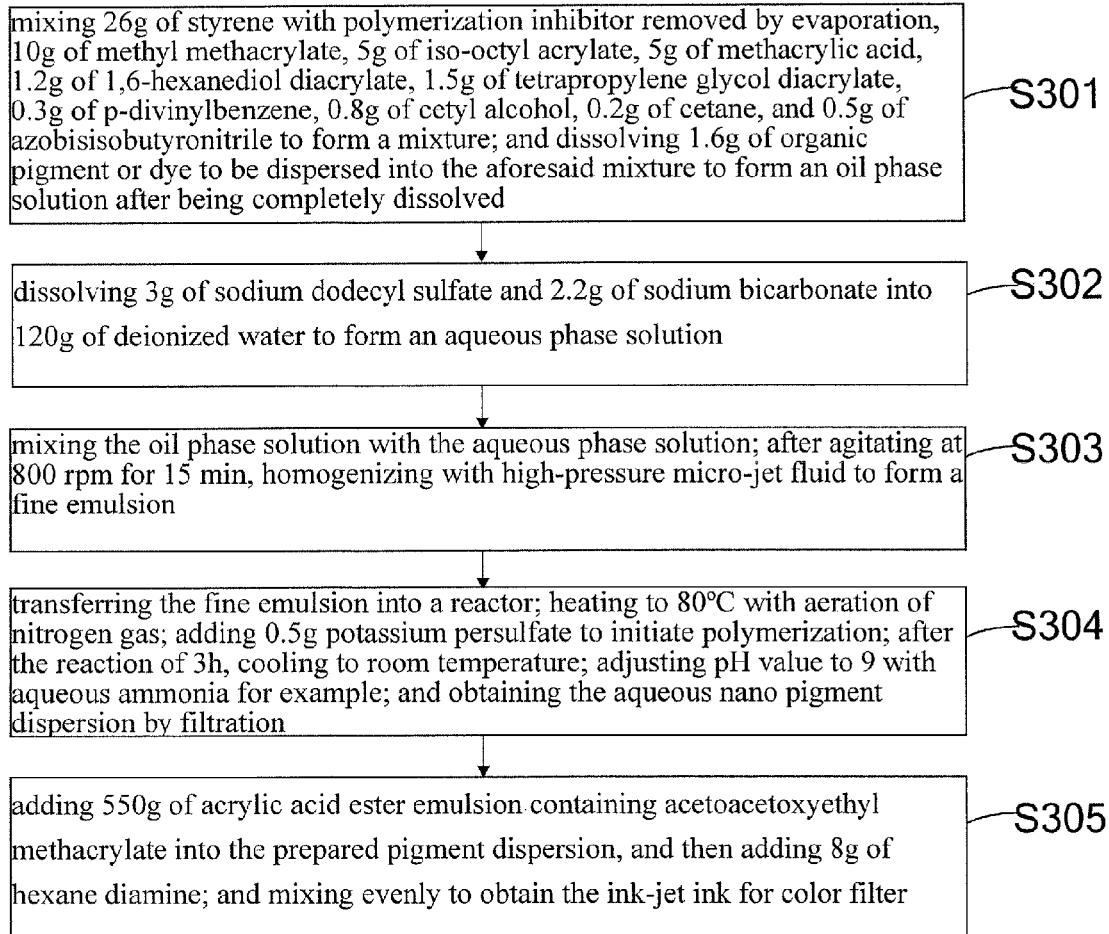 mixing 26g of styrene with polymerization inhibitor removed by evaporation,
10g of methyl methacrylate, 5g of iso-octyl acrylate, 5g of methacrylic acid,
1.2g of 1,6-hexanediol diacrylate, 1.5g of tetrapropylene glycol diacrylate,
0.3g of p-divinylbenzene, 0.8g of cetyl alcohol, 0.2g of cetane, and 0.5g of
azobisisobutyronitrile to form a mixture; and dissolving 1.6g of organic
pigment or dye to be dispersed into the aforesaid mixture to form an oil phase
solution after being completely dissolved
S301
dissolving 3g of sodium dodecyl sulfate and 2.2g of sodium bicarbonate into
120g of deionized water to form an aqueous phase solution
S302
mixing the oil phase solution with the aqueous phase solution; after agitating at
800 rpm for 15 min, homogenizing with high-pressure micro-jet fluid to form a
fine emulsion
S303
transferring the fine emulsion into a reactor; heating to 80°C with aeration of
nitrogen gas; adding 0.5g potassium persulfate to initiate polymerization; after
the reaction of 3h, cooling to room temperature; adjusting pH value to 9 with
aqueous ammonia for example; and obtaining the aqueous nano pigment
dispersion by filtration
S304
adding 550g of acrylic acid ester emulsion containing acetoacetoxyethyl
methacrylate into the prepared pigment dispersion, and then adding 8g of
hexane diamine; and mixing evenly to obtain the ink-jet ink for color filter
S305